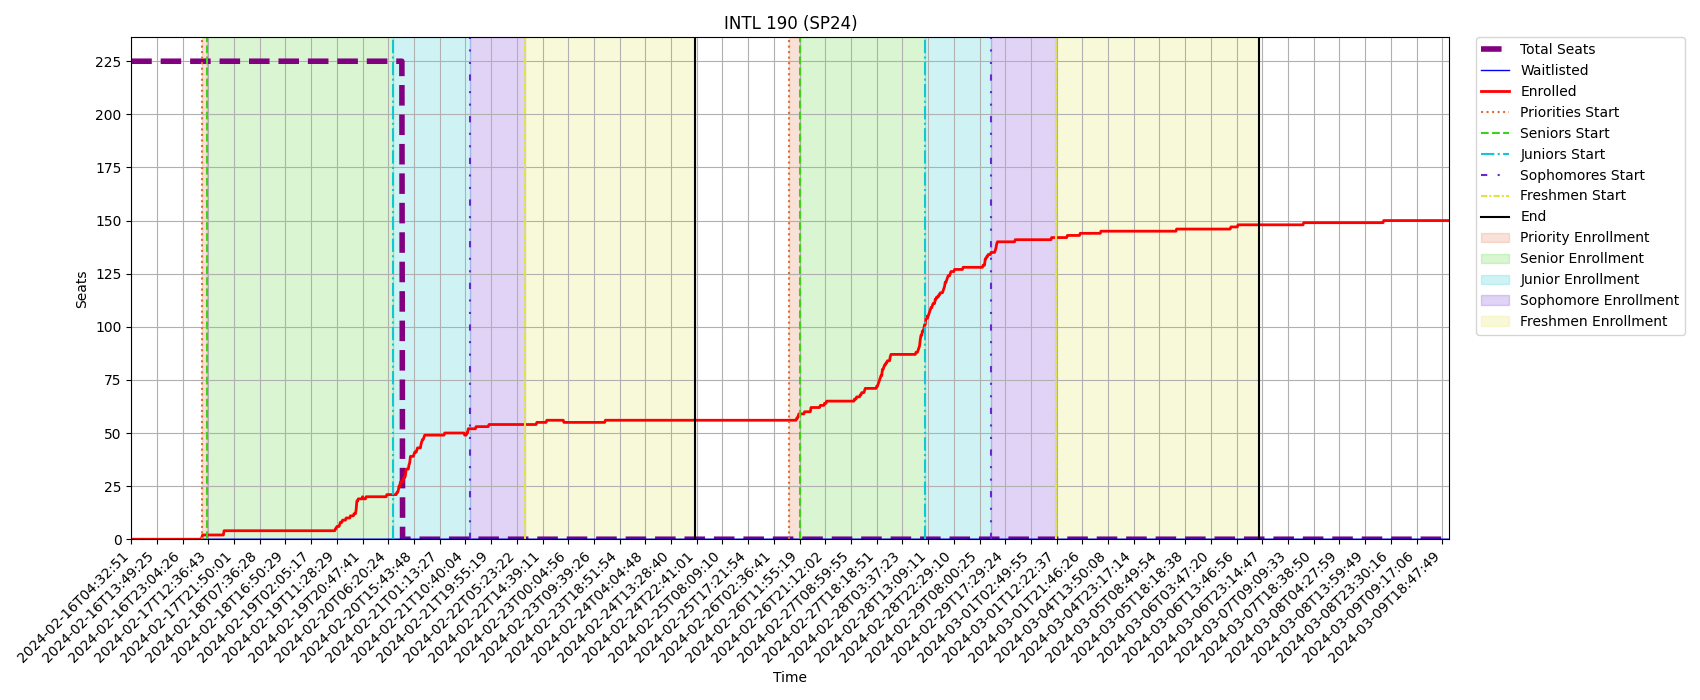 INTL 190 (SP24)
Seats
225
200
175
150
125
100
75
50
25
0
2024-02-16T04:32:51
2024-02-16T13:49:25
2024-02-16T23:04:26
2024-02-17T12:36:43
2024-02-17T21:50:01
2024-02-18T07:36:28
2024-02-18T16:50:29
2024-02-19T02:05:17
2024-02-19T11:28:29
2024-02-19T20:47:41
2024-02-20T06:20:24
2024-02-20T15:43:48
2024-02-21T01:13:27
2024-02-21T10:40:04
2024-02-21T19:55:19
2024-02-22T05:23:22
2024-02-22T14:39:11
2024-02-23T00:04:56
2024-02-23T09:39:26
2024-02-23T18:51:54
2024-02-24T04:04:48
2024-02-24T13:28:40
2024-02-24T22:41:01
2024-02-25T08:09:10
2024-02-25T17:21:54
2024-02-26T02:36:41
2024-02-26T11:55:19
2024-02-26T21:12:02
2024-02-27T08:59:55
2024-02-27T18:18:51
2024-02-28T03:37:23
2024-02-28T13:09:11
2024-02-28T22:29:10
2024-02-29T08:00:25
2024-02-29T17:29:24
2024-03-01T02:49:55
2024-03-01T12:22:37
2024-03-01T21:46:26
2024-03-04T13:50:08
2024-03-04T23:17:14
2024-03-05T08:49:54
2024-03-05T18:18:38
2024-03-06T03:47:20
2024-03-06T13:46:56
2024-03-06T23:14:47
2024-03-07T09:09:33
2024-03-07T18:38:50
2024-03-08T04:27:59
2024-03-08T13:59:49
2024-03-08T23:30:16
2024-03-09T09:17:06
2024-03-09T18:47:49
Time
Total Seats
Waitlisted
Enrolled
Priorities Start
Seniors Start
Juniors Start
Sophomores Start
Freshmen Start
End
Priority Enrollment
Senior Enrollment
Junior Enrollment
Sophomore Enrollment
Freshmen Enrollment